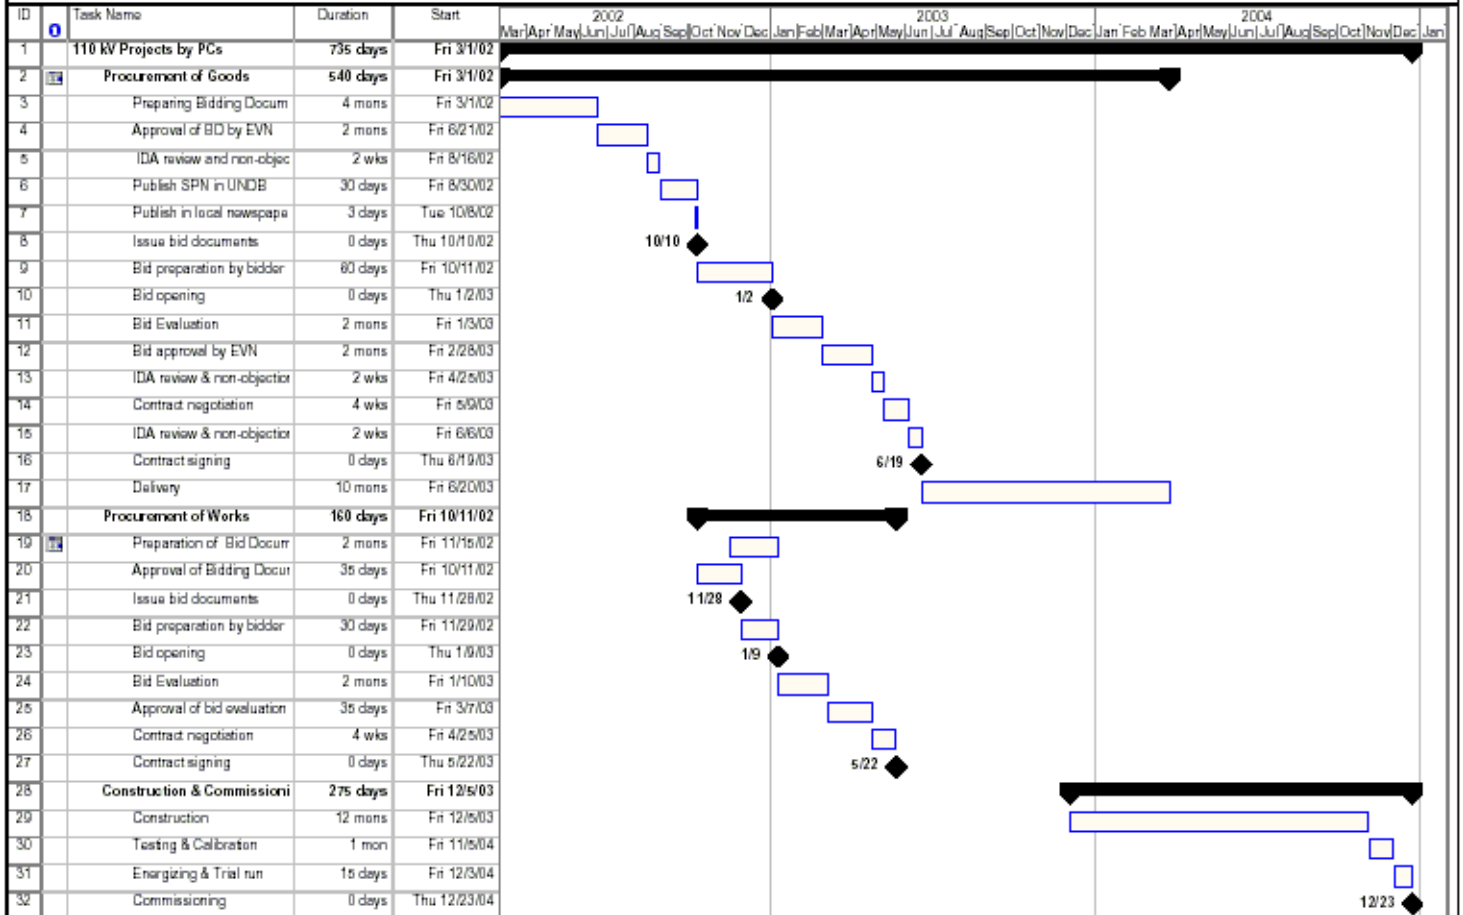 ID Task Name Duration Start 2002 2003 2004
Mar Apr May Jun Jul Aug Sep Oct Nov Dec Jan Feb Mar Apr May Jun Jul Aug Sep Oct Nov Dec Jan Feb Mar Apr May Jun Jul Aug Sep Oct Nov Dec Jan
1 110 kV Projects by PCs 735 days Fri 3/1/02
2 Procurement of Goods 540 days Fri 3/1/02
3 Preparing Bidding Docum 4 mons Fri 3/1/02
4 Approval of BD by EVN 2 mons Fri 6/21/02
5 IDA review and non-objec 2 wks Fri 8/16/02
6 Publish SPN in UNDB 30 days Fri 8/30/02
7 Publish in local newspape 3 days Tue 10/8/02
8 Issue bid documents 0 days Thu 10/10/02 10/10
9 Bid preparation by bidder 60 days Fri 10/11/02
10 Bid opening 0 days Thu 1/2/03 1/2
11 Bid Evaluation 2 mons Fri 1/3/03
12 Bid approval by EVN 2 mons Fri 2/28/03
13 IDA review & non-objection 2 wks Fri 4/25/03
14 Contract negotiation 4 wks Fri 5/9/03
15 IDA review & non-objection 2 wks Fri 6/6/03
16 Contract signing 0 days Thu 6/19/03 6/19
17 Delivery 10 mons Fri 6/20/03
18 Procurement of Works 160 days Fri 10/11/02
19 Preparation of Bid Docum 2 mons Fri 11/15/02
20 Approval of Bidding Docu 35 days Fri 10/11/02
21 Issue bid documents 0 days Thu 11/28/02 11/28
22 Bid preparation by bidder 30 days Fri 11/29/02
23 Bid opening 0 days Thu 1/9/03 1/9
24 Bid Evaluation 2 mons Fri 1/10/03
25 Approval of bid evaluation 35 days Fri 3/7/03
26 Contract negotiation 4 wks Fri 4/25/03
27 Contract signing 0 days Thu 5/22/03 5/22
28 Construction & Commissioni 275 days Fri 12/5/03
29 Construction 12 mons Fri 12/5/03
30 Testing & Calibration 1 mon Fri 11/5/04
31 Energizing & Trial run 15 days Fri 12/3/04
32 Commissioning 0 days Thu 12/23/04 12/23